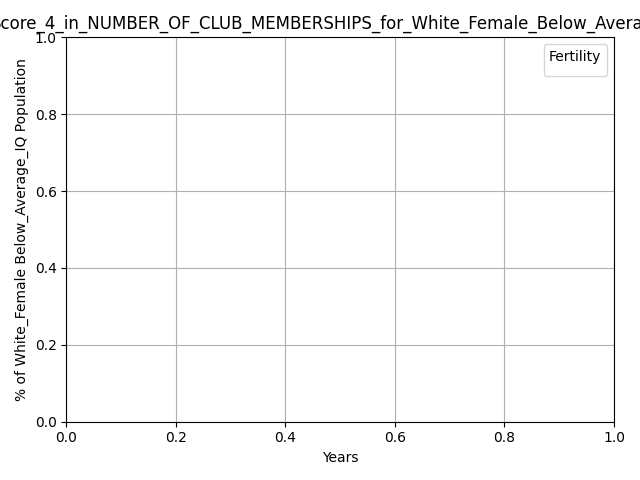 core_4_in_NUMBER_OF_CLUB_MEMBERSHIPS_for_White_Female_Below_Avera
Fertility
% of White_Female Below_Average_IQ Population
1.0
0.8
0.6
0.4
0.2
0.0
0.0 0.2 0.4 0.6 0.8 1.0
Years